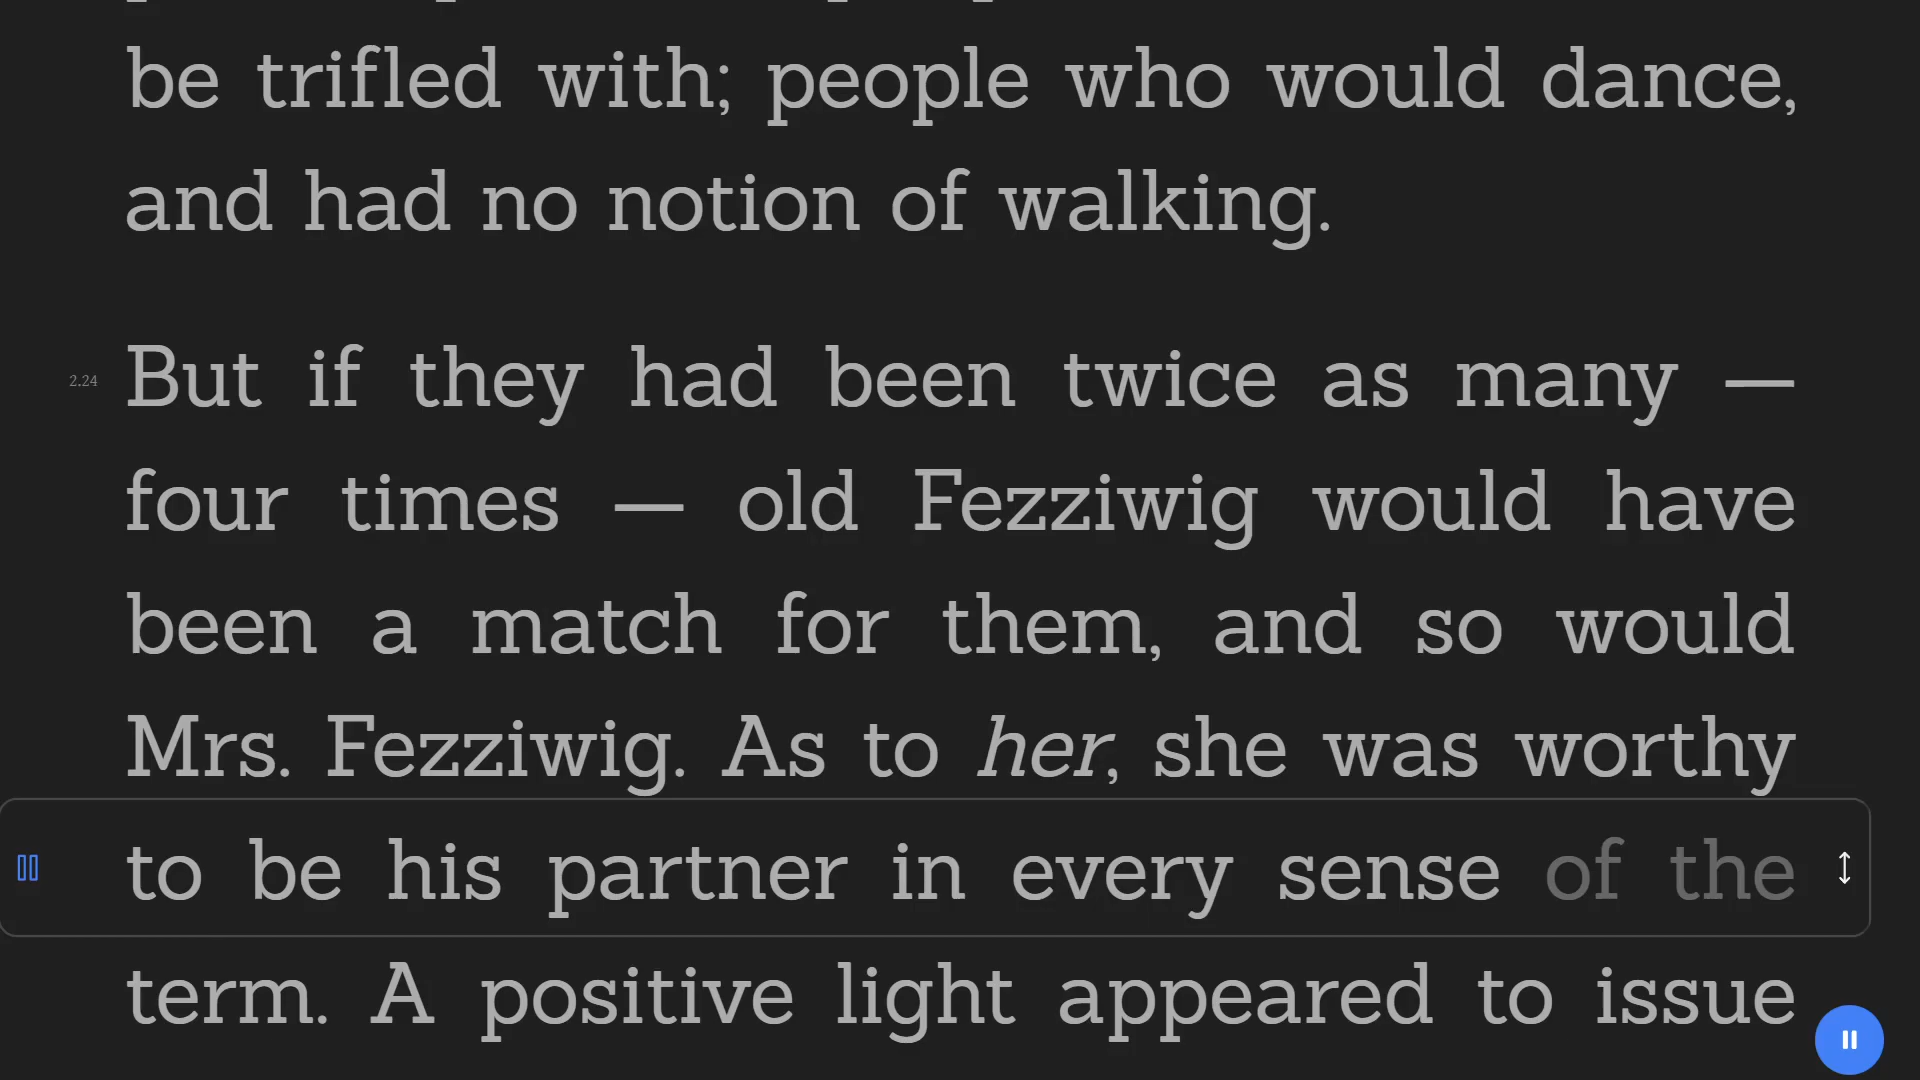 be trifled with; people who would dance,
and had no notion of walking.
2.24
But if they had been twice as many —
four times — old Fezziwig would have
been a match for them, and so would
Mrs. Fezziwig. As to her, she was worthy
to be his partner in every sense of the
term. A positive light appeared to issue